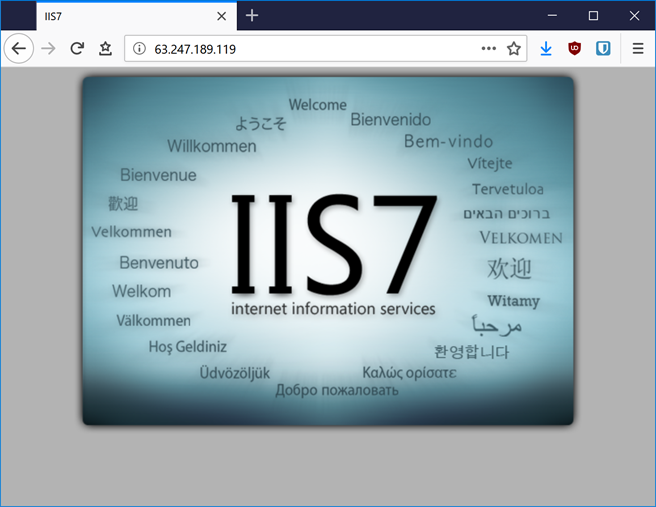 IIS7
63.247.189.119
Welcome
ようこそ
Bienvenido
Willkommen
Bem-vindo
Vítejte
Bienvenue
Tervetuloa
歡迎
ברוכים הבאים
Velkommen
VELKOMEN
IIS7
Benvenuto
欢迎
Welkom
Witamy
internet information services
Välkommen
مرحباً
Hoş Geldiniz
환영합니다
Üdvözöljük
Καλώς ορίσατε
Добро пожаловать